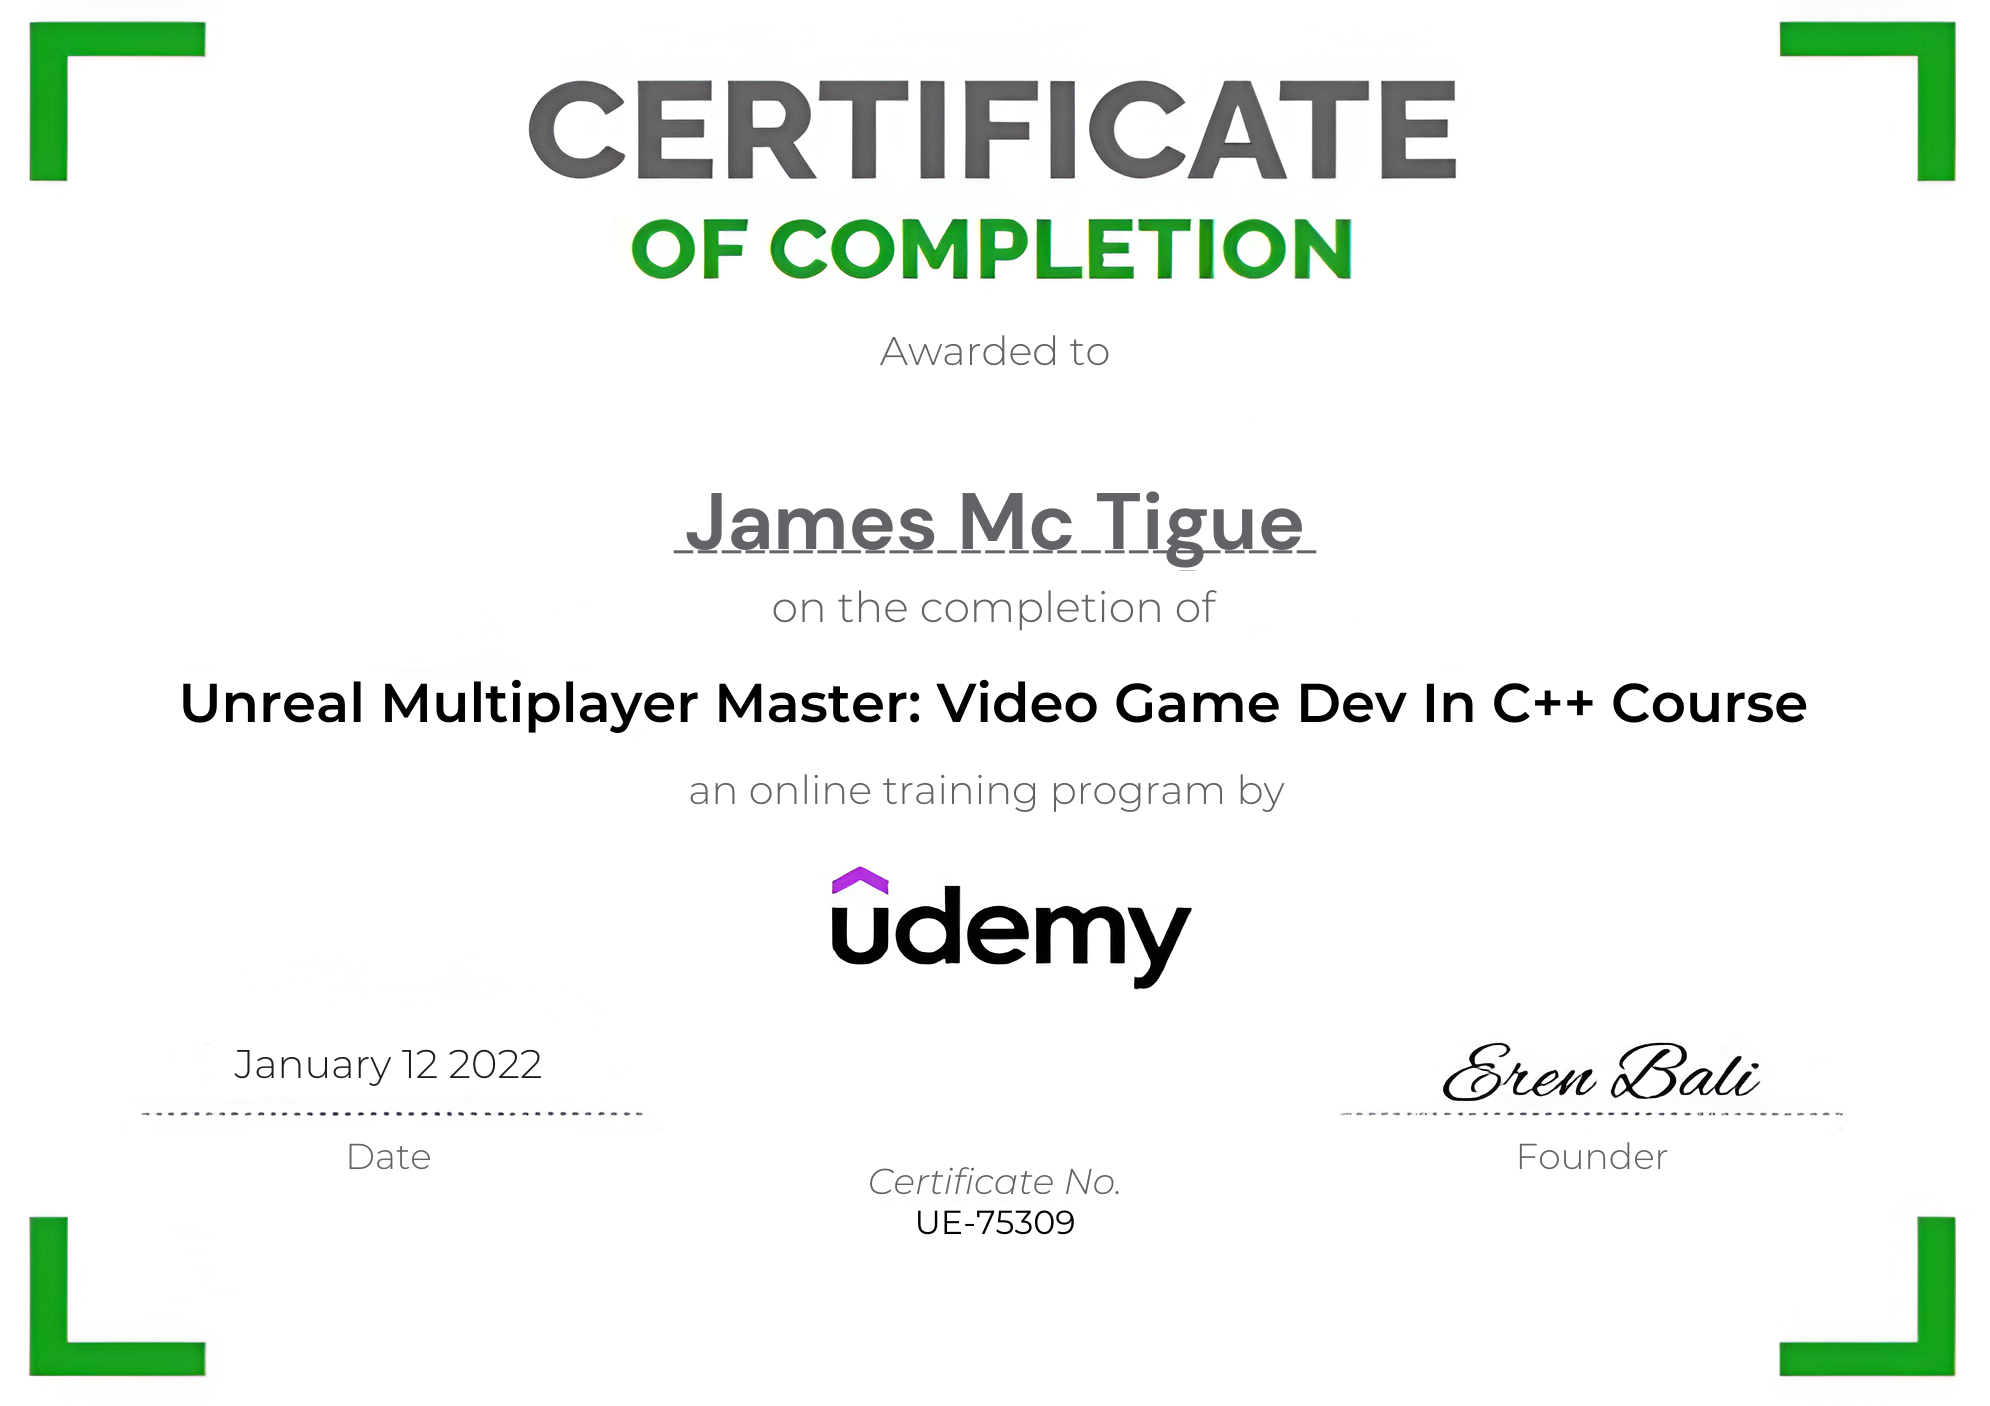 CERTIFICATE
OF COMPLETION
Awarded to
James Mc Tigue
on the completion of
Unreal Multiplayer Master: Video Game Dev In C++ Course
an online training program by
udemy
January 12 2022
Date
Eren Bali
Founder
Certificate No.
UE-75309